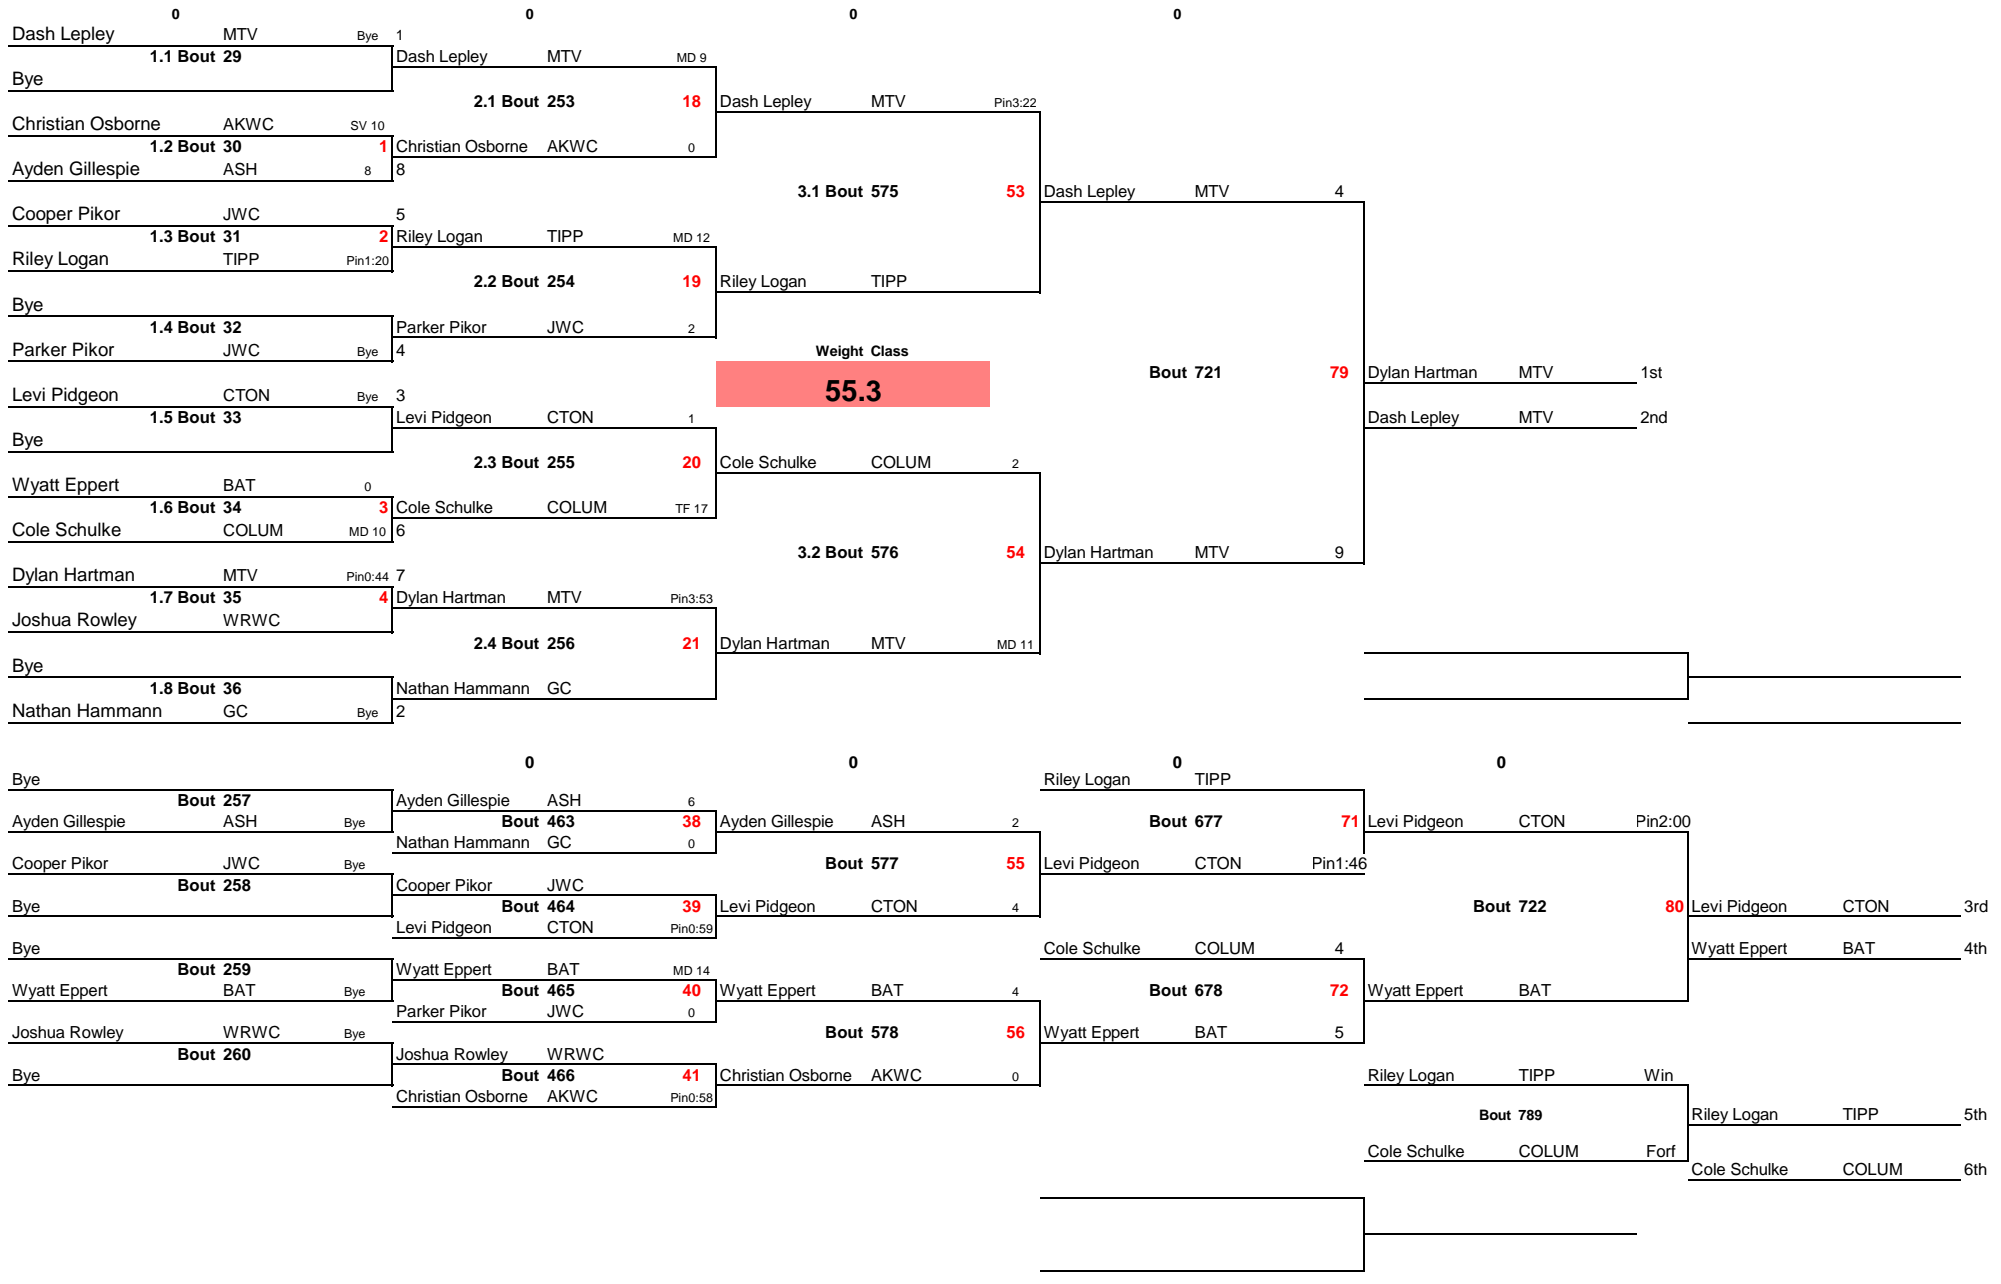 0 0 0 0
Dash Lepley MTV Bye 1
1.1 Bout 29 Dash Lepley MTV MD 9
Bye
2.1 Bout 253 18 Dash Lepley MTV Pin3:22
Christian Osborne AKWC SV 10
1.2 Bout 30 1 Christian Osborne AKWC 0
Ayden Gillespie ASH 8 8
3.1 Bout 575 53 Dash Lepley MTV 4
Cooper Pikor JWC 5
1.3 Bout 31 2 Riley Logan TIPP MD 12
Riley Logan TIPP Pin1:20
2.2 Bout 254 19 Riley Logan TIPP
Bye
1.4 Bout 32 Parker Pikor JWC 2
Parker Pikor JWC Bye 4 Weight Class
Bout 721 79 Dylan Hartman MTV 1st
55.3
Levi Pidgeon CTON Bye 3
1.5 Bout 33 Levi Pidgeon CTON 1 Dash Lepley MTV 2nd
Bye
2.3 Bout 255 20 Cole Schulke COLUM 2
Wyatt Eppert BAT 0
1.6 Bout 34 3 Cole Schulke COLUM TF 17
Cole Schulke COLUM MD 10 6
3.2 Bout 576 54 Dylan Hartman MTV 9
Dylan Hartman MTV Pin0:44 7
1.7 Bout 35 4 Dylan Hartman MTV Pin3:53
Joshua Rowley WRWC
2.4 Bout 256 21 Dylan Hartman MTV MD 11
Bye
1.8 Bout 36 Nathan Hammann GC
Nathan Hammann GC Bye 2
0 0 0 0
Bye Riley Logan TIPP
Bout 257 Ayden Gillespie ASH 6
Ayden Gillespie ASH Bye Bout 463 38 Ayden Gillespie ASH 2 Bout 677 71 Levi Pidgeon CTON Pin2:00
Nathan Hammann GC 0
Cooper Pikor JWC Bye Bout 577 55 Levi Pidgeon CTON Pin1:46
Bout 258 Cooper Pikor JWC
Bye Bout 464 39 Levi Pidgeon CTON 4 Bout 722 80 Levi Pidgeon CTON 3rd
Levi Pidgeon CTON Pin0:59
Bye Cole Schulke COLUM 4 Wyatt Eppert BAT 4th
Bout 259 Wyatt Eppert BAT MD 14
Wyatt Eppert BAT Bye Bout 465 40 Wyatt Eppert BAT 4 Bout 678 72 Wyatt Eppert BAT
Parker Pikor JWC 0
Joshua Rowley WRWC Bye Bout 578 56 Wyatt Eppert BAT 5
Bout 260 Joshua Rowley WRWC
Bye Bout 466 41 Christian Osborne AKWC 0 Riley Logan TIPP Win
Christian Osborne AKWC Pin0:58
Bout 789 Riley Logan TIPP 5th
Cole Schulke COLUM Forf
Cole Schulke COLUM 6th